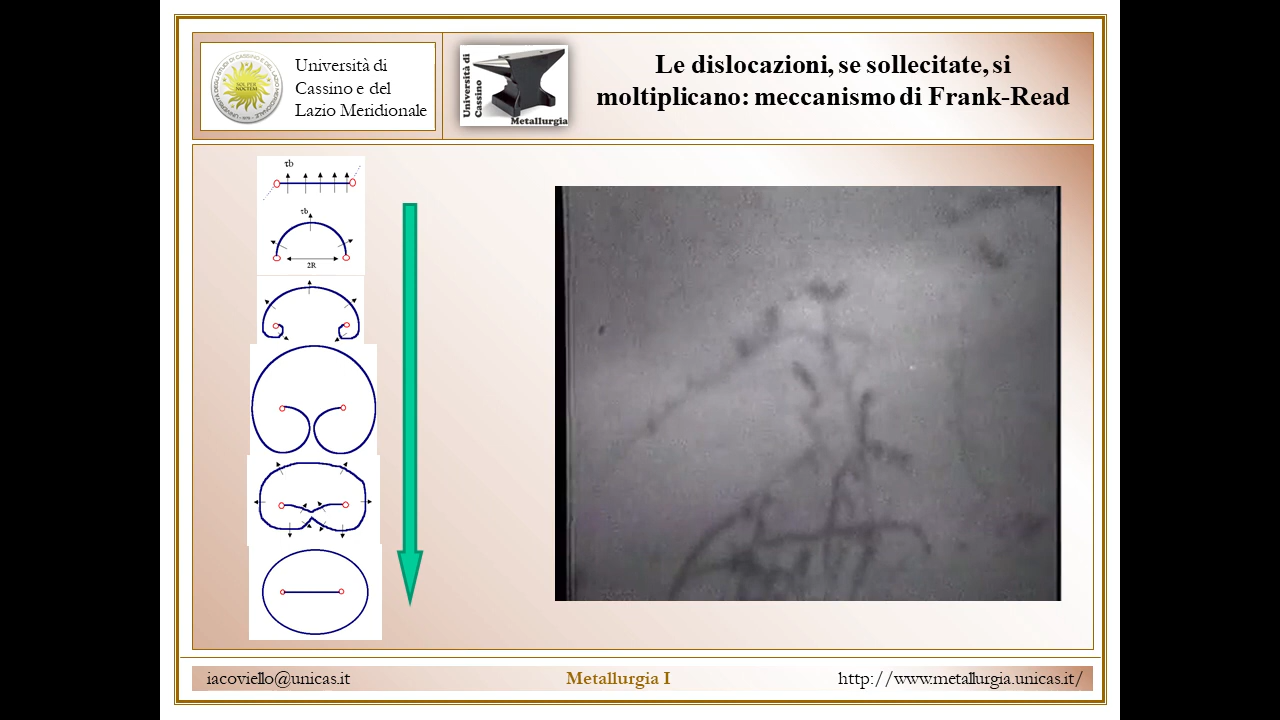 Università di
Cassino e del
Lazio Meridionale
Università di
Cassino
Metallurgia
Le dislocazioni, se sollecitate, si
moltiplicano: meccanismo di Frank-Read
τb
τb
2R
iacoviello@unicas.it
Metallurgia I
http://www.metallurgia.unicas.it/